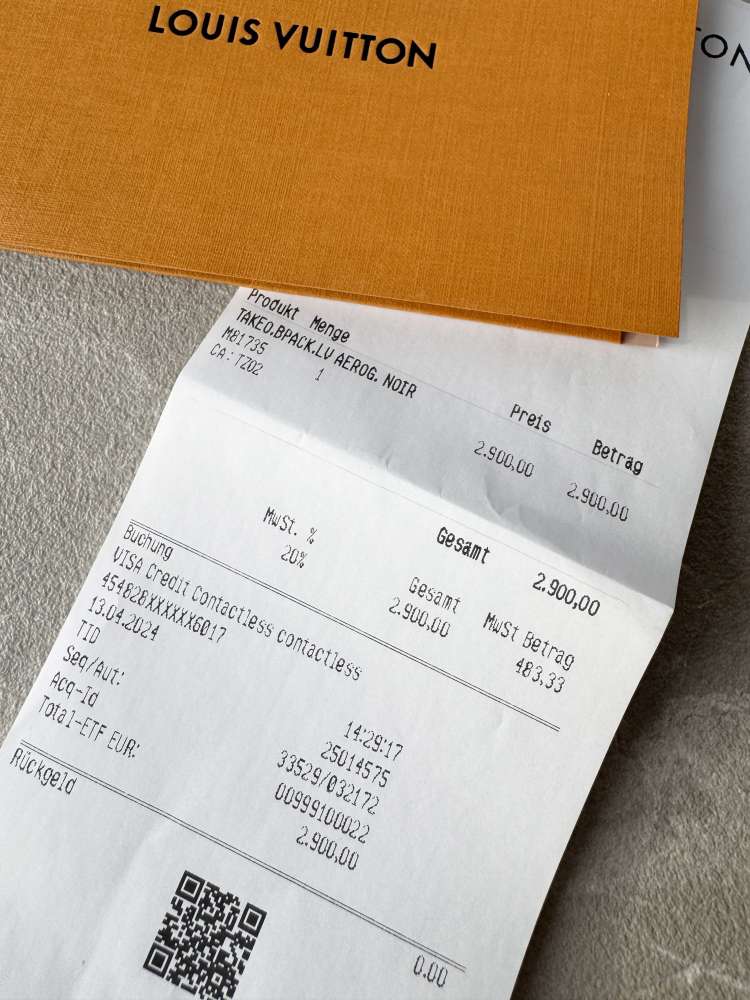 LOUIS VUITTON
TON
Produkt Menge Preis Betrag
TAKEO.BPACK.LV AEROG. NOIR
M81735 1 2.900,00 2.900,00
CA: TZ02
Gesamt 2.900,00
MwSt. % Gesamt MwSt Betrag
20% 2.900,00 483,33
Buchung
VISA Credit Contactless contactless
454828XXXXXX6017
13.04.2024 14:29:17
TID 25014575
Seq/Aut: 33529/032172
Acq-Id 00999100022
Total-ETF EUR: 2.900,00
Rückgeld 0.00